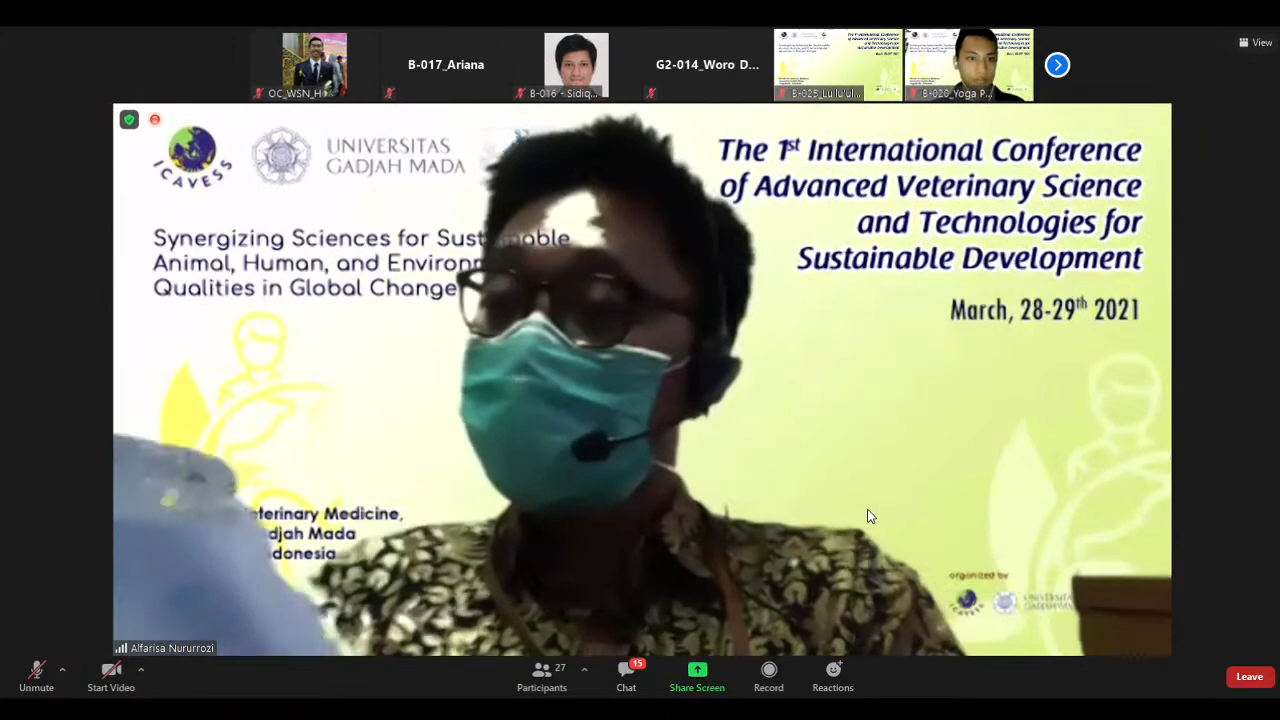 View
B-017_Ariana
G2-014_Woro D...
OC_WSN_H
B-016 - Sidiq...
B-025_Lu'lu'ul...
B-020_Yoga P...
ICAVESS
UNIVERSITAS
GADJAH MADA
The 1st International Conference
of Advanced Veterinary Science
and Technologies for
Sustainable Development
March, 28-29th 2021
Synergizing Sciences for Sustainable
Animal, Human, and Environ
Qualities in Global Change
eterinary Medicine,
djah Mada
donesia
organized by
Alfarisa Nururrozi
Unmute
Start Video
Participants
27
Chat
15
Share Screen
Record
Reactions
Leave